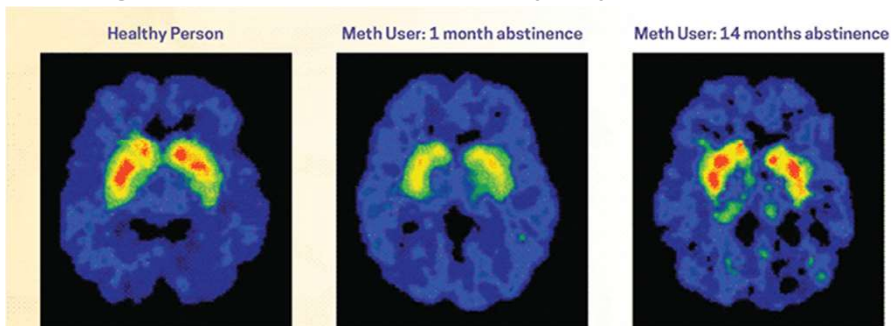 Healthy Person
Meth User: 1 month abstinence
Meth User: 14 months abstinence